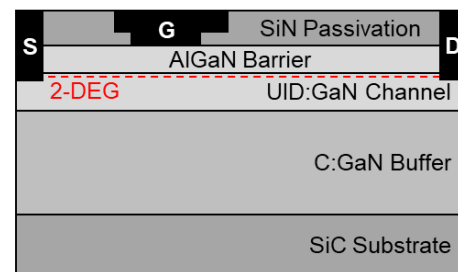 S
G
SiN Passivation
D
AlGaN Barrier
2-DEG
UID:GaN Channel
C:GaN Buffer
SiC Substrate